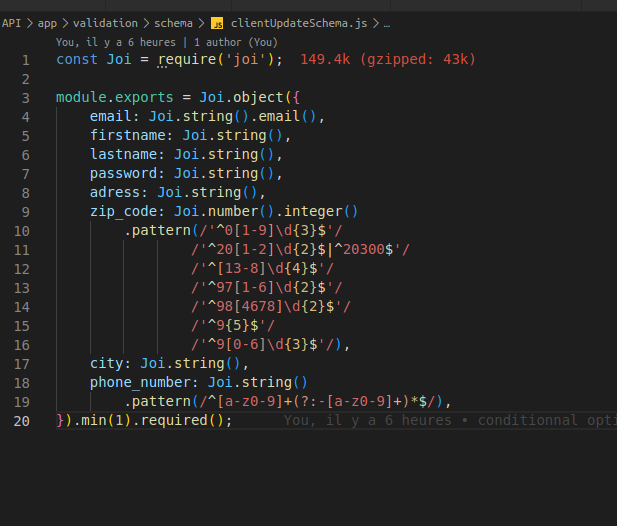 API > app > validation > schema > JS clientUpdateSchema.js > ...
You, il y a 6 heures | 1 author (You)
1 const Joi = require('joi'); 149.4k (gzipped: 43k)
2
3 module.exports = Joi.object({
4 email: Joi.string().email(),
5 firstname: Joi.string(),
6 lastname: Joi.string(),
7 password: Joi.string(),
8 adress: Joi.string(),
9 zip_code: Joi.number().integer()
10 .pattern(/'^0[1-9]\d{3}$'/
11 /'^20[1-2]\d{2}$|^20300$'/
12 /'^[13-8]\d{4}$'/
13 /'^97[1-6]\d{2}$'/
14 /'^98[4678]\d{2}$'/
15 /'^9{5}$'/
16 /'^9[0-6]\d{3}$'/),
17 city: Joi.string(),
18 phone_number: Joi.string()
19 .pattern(/^[a-z0-9]+(?:-[a-z0-9]+)*$/),
20 }).min(1).required(); You, il y a 6 heures • conditionnal opti